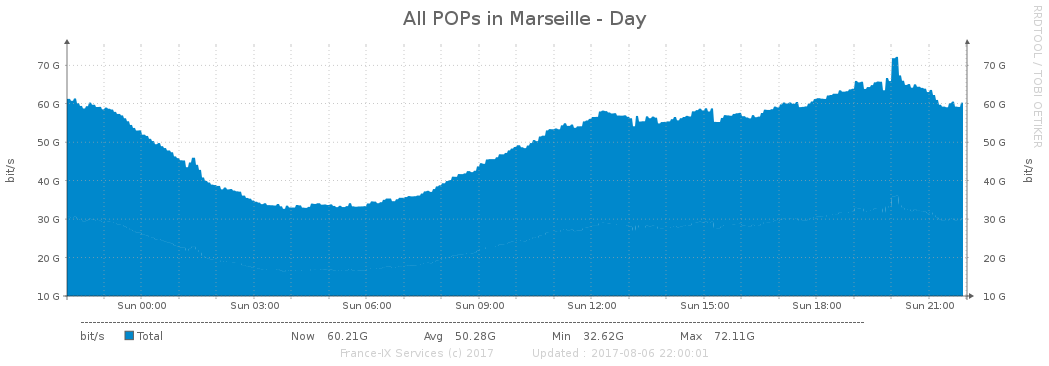 All POPs in Marseille - Day
RRDTOOL / TOBI OETIKER
70 G 70 G
60 G 60 G
50 G 50 G
40 G 40 G
30 G 30 G
20 G 20 G
10 G 10 G
bit/s
bit/s
Sun 00:00 Sun 03:00 Sun 06:00 Sun 09:00 Sun 12:00 Sun 15:00 Sun 18:00 Sun 21:00
bit/s Total Now 60.21G Avg 50.28G Min 32.62G Max 72.11G
France-IX Services (c) 2017 Updated : 2017-08-06 22:00:01